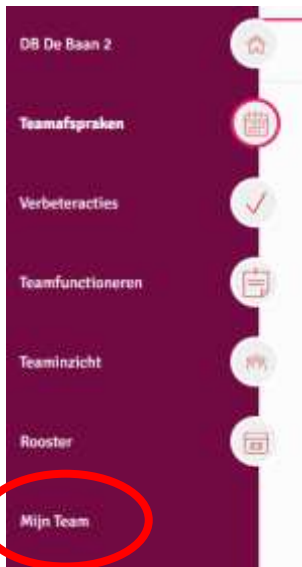 DB De Baan 2
Teamafspraken
Verbeteracties
Teamfunctioneren
Teaminzicht
Rooster
Mijn Team